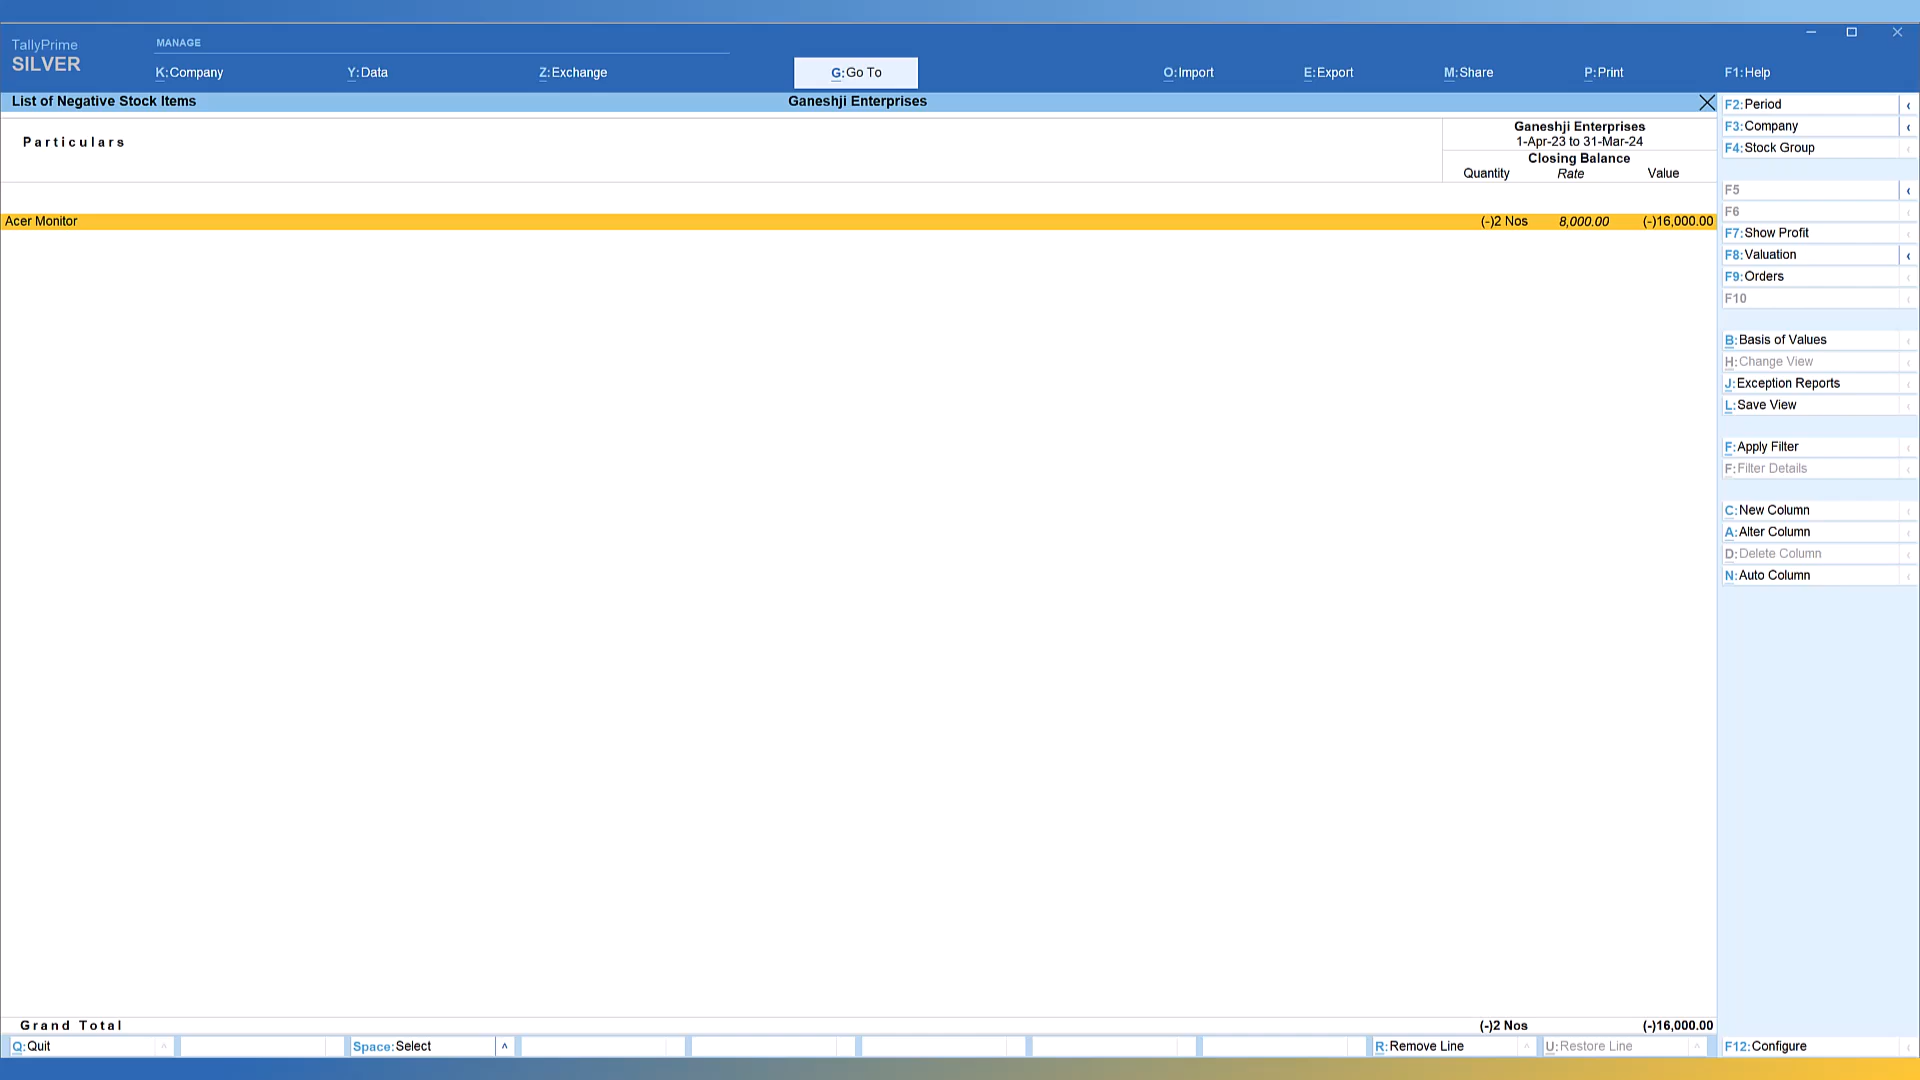 TallyPrime
SILVER
MANAGE
K:Company
Y:Data
Z:Exchange
G:Go To
O:Import
E:Export
M:Share
P:Print
F1:Help
List of Negative Stock Items
Ganeshji Enterprises
Particulars
Ganeshji Enterprises
1-Apr-23 to 31-Mar-24
Closing Balance
Quantity Rate Value
Acer Monitor (-)2 Nos 8,000.00 (-)16,000.00
Grand Total (-)2 Nos (-)16,000.00
F2:Period
F3:Company
F4:Stock Group
F5
F6
F7:Show Profit
F8:Valuation
F9:Orders
F10
B:Basis of Values
H:Change View
J:Exception Reports
L:Save View
F:Apply Filter
F:Filter Details
C:New Column
A:Alter Column
D:Delete Column
N:Auto Column
Q:Quit
Space:Select
R:Remove Line
U:Restore Line
F12:Configure